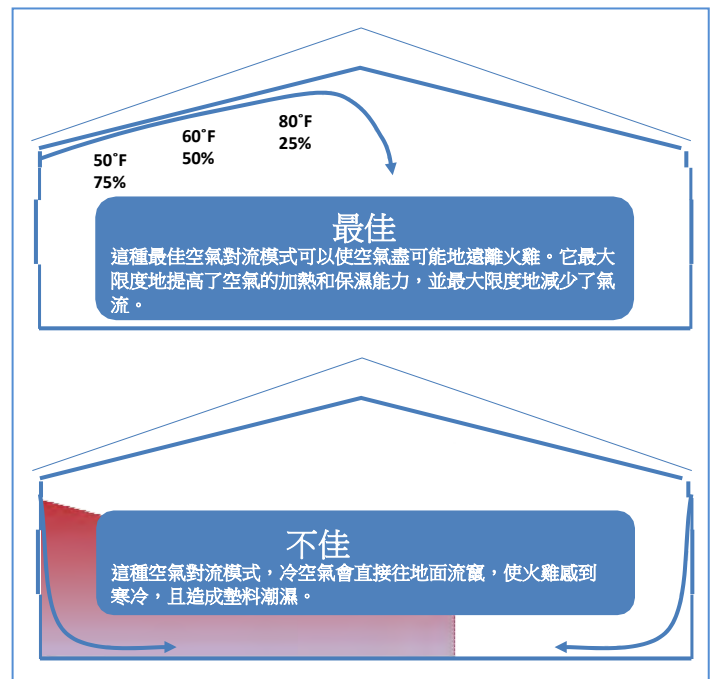 50˚F
75%
60˚F
50%
80˚F
25%
最佳
這種最佳空氣對流模式可以使空氣盡可能地遠離火雞。它最大
限度地提高了空氣的加熱和保濕能力，並最大限度地減少了氣
流。
不佳
這種空氣對流模式，冷空氣會直接往地面流竄，使火雞感到
寒冷，且造成墊料潮濕。